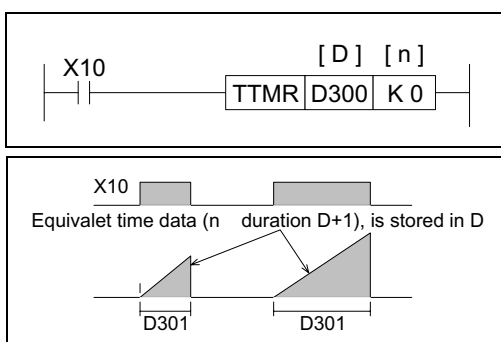 [ D ] [ n ]
X10
TTMR D300 K 0
X10
Equivalet time data (n duration D+1), is stored in D
D301 D301